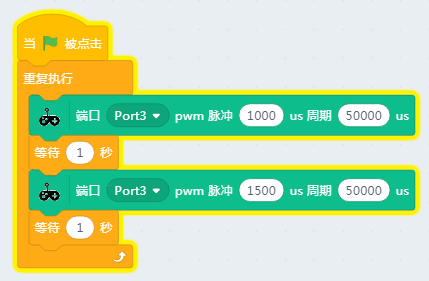 当 被点击
重复执行
端口 Port3 pwm 脉冲 1000 us 周期 50000 us
等待 1 秒
端口 Port3 pwm 脉冲 1500 us 周期 50000 us
等待 1 秒